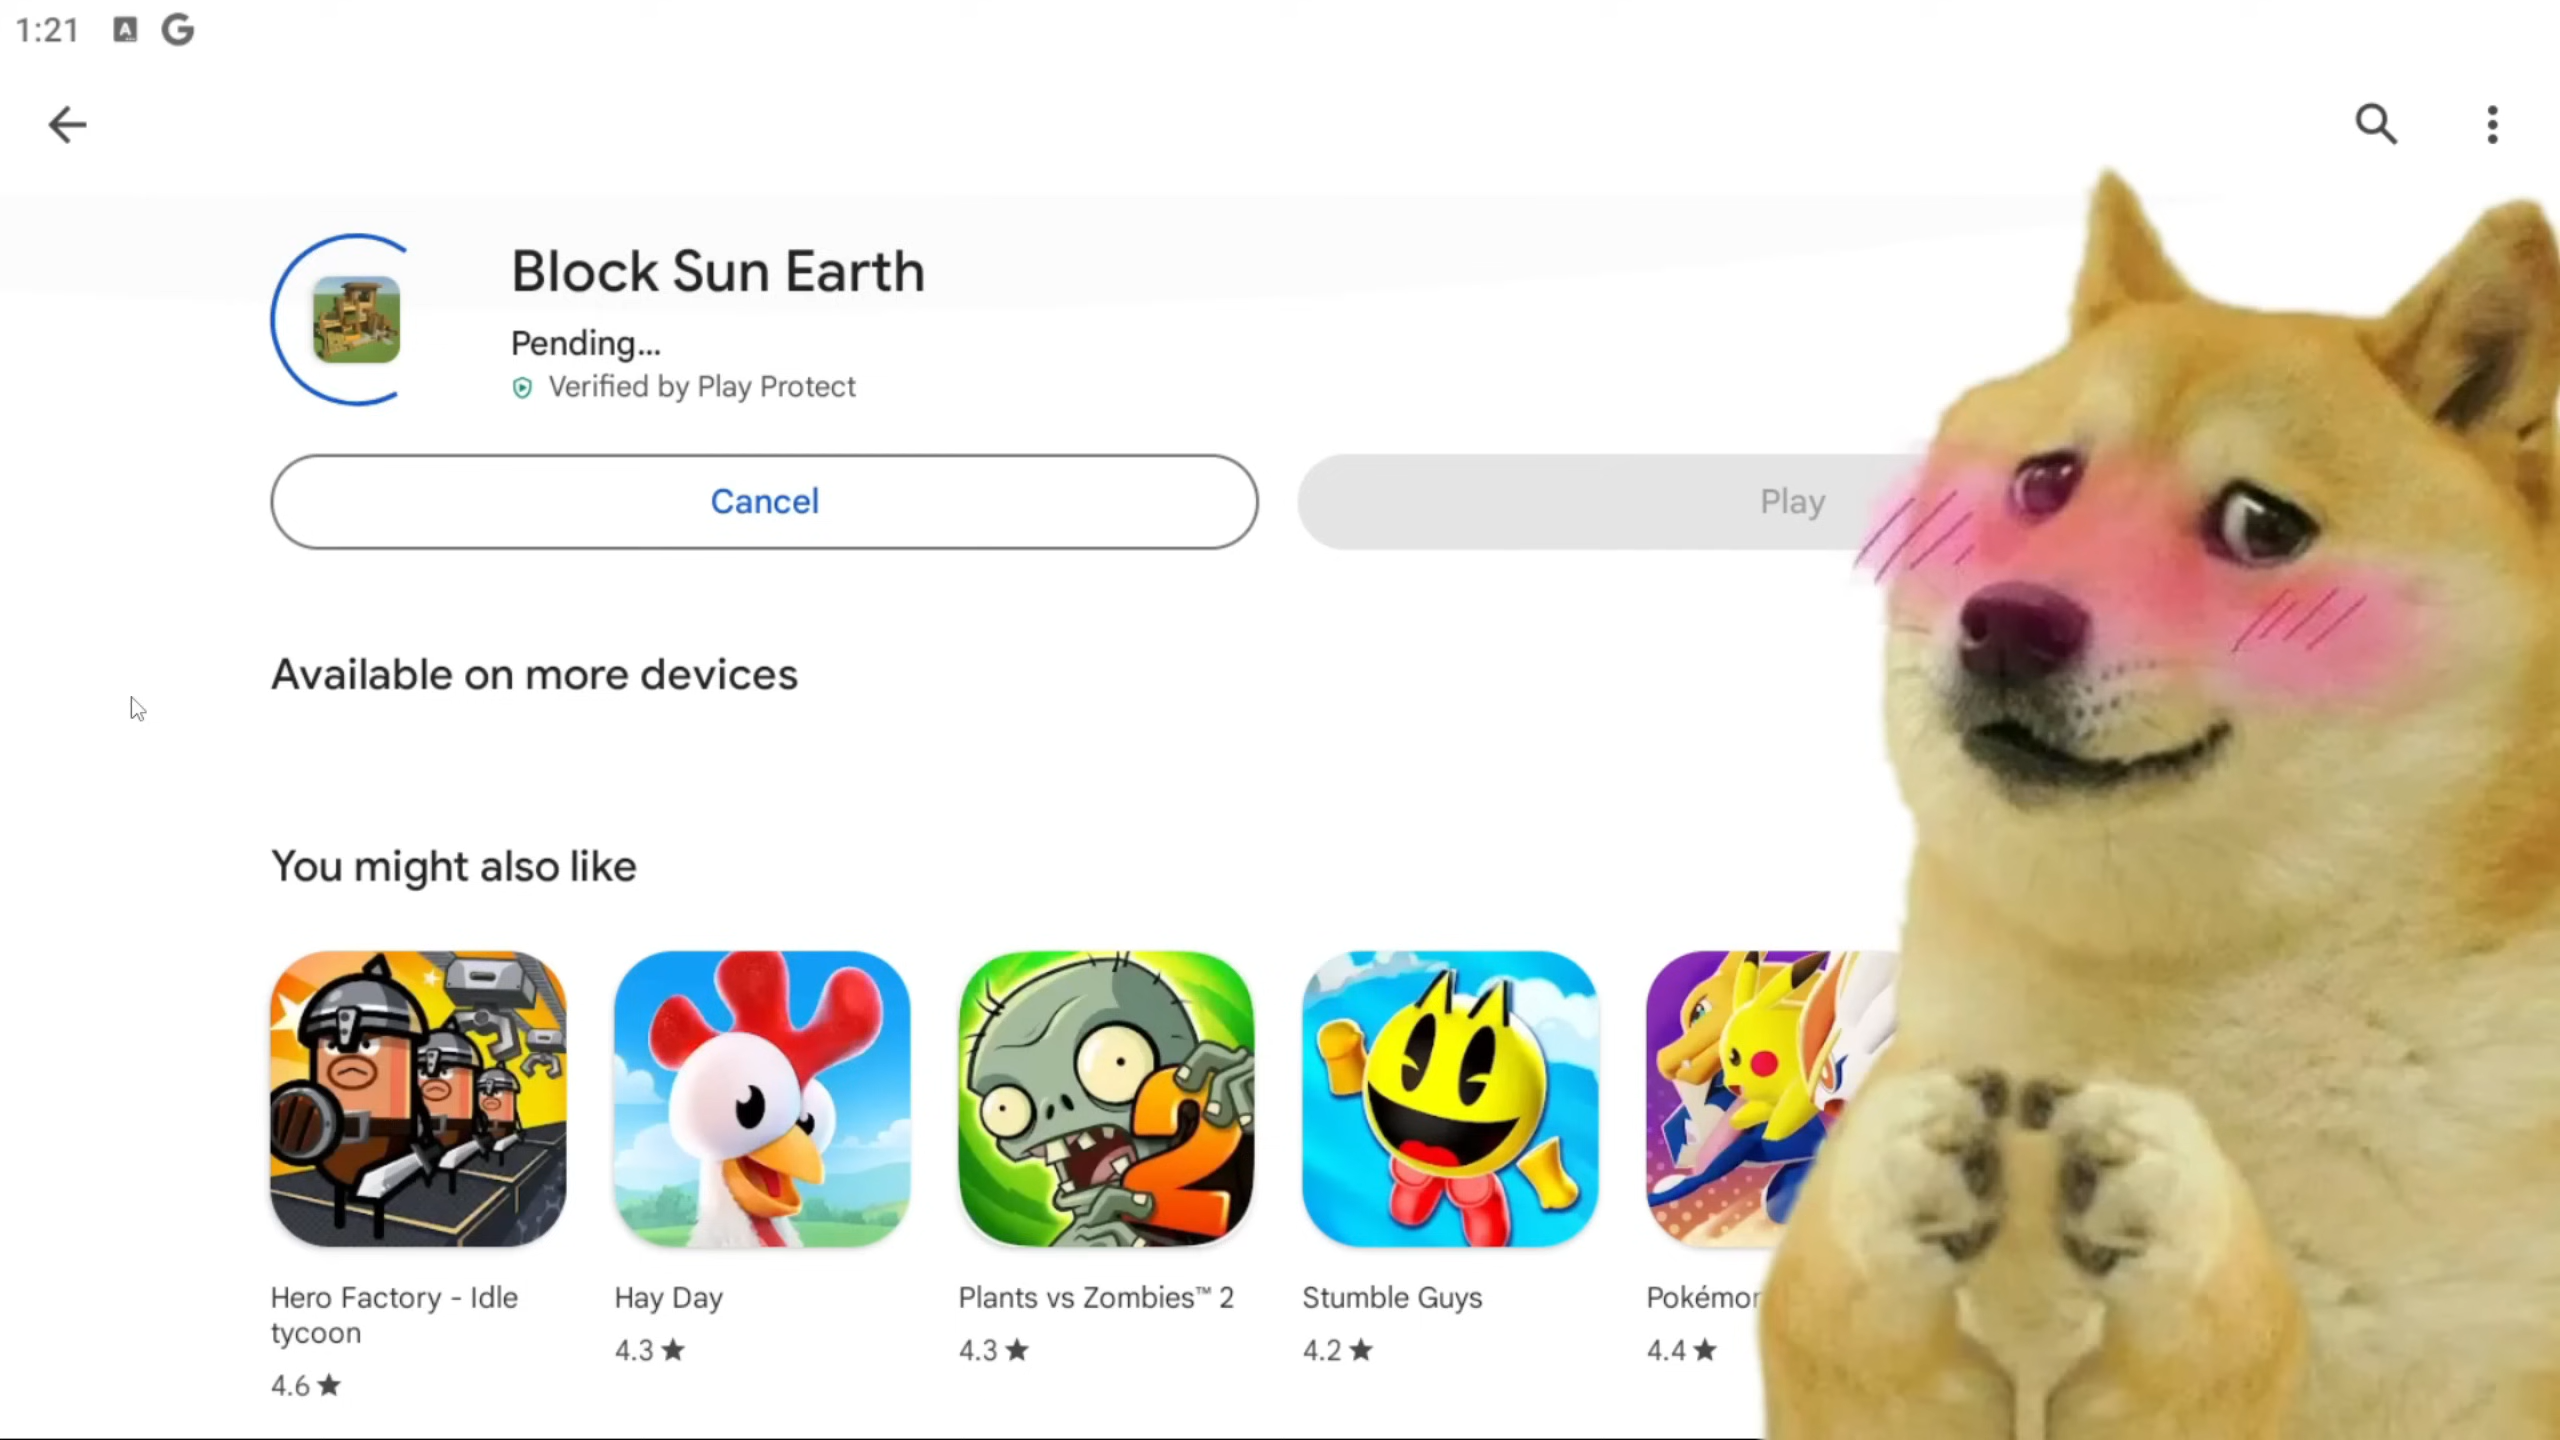 1:21
Block Sun Earth
Pending...
Verified by Play Protect
Cancel
Play
Available on more devices
You might also like
2
Hero Factory - Idle
tycoon
4.6 ★
Hay Day
4.3 ★
Plants vs Zombies™ 2
4.3 ★
Stumble Guys
4.2 ★
Pokémon
4.4 ★